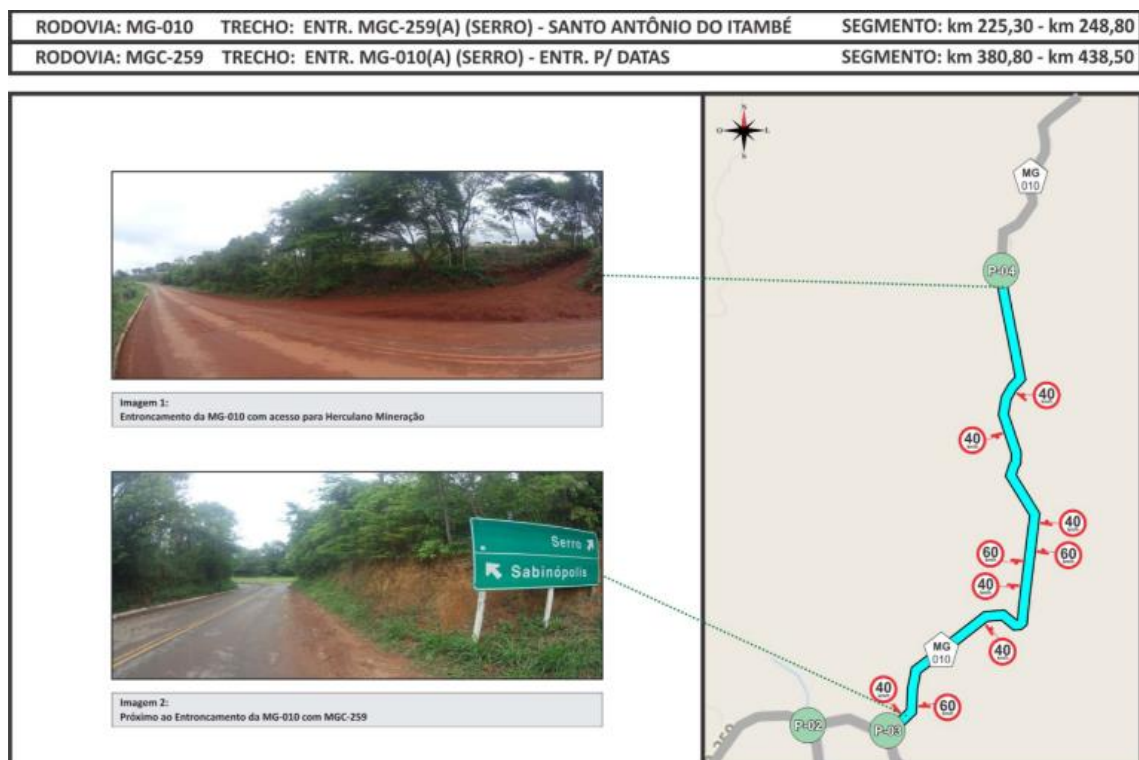 RODOVIA: MG-010 TRECHO: ENTR. MGC-259(A) (SERRO) - SANTO ANTÔNIO DO ITAMBÉ SEGMENTO: km 225,30 - km 248,80
RODOVIA: MGC-259 TRECHO: ENTR. MG-010(A) (SERRO) - ENTR. P/ DATAS SEGMENTO: km 380,80 - km 438,50
Imagem 1:
Entroncamento da MG-010 com acesso para Herculano Mineração
Serro
Sabinópolis
Imagem 2:
Próximo ao Entroncamento da MG-010 com MGC-259
O
L
S
MG
010
P-04
40
40
40
60
60
40
40
MG
010
40
60
P-02
P-03